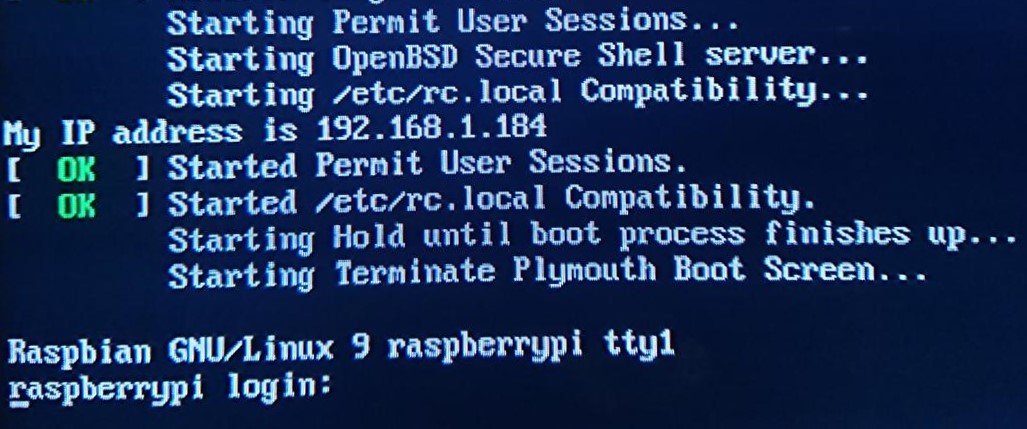 Starting Permit User Sessions...
Starting OpenBSD Secure Shell server...
Starting /etc/rc.local Compatibility...
My IP address is 192.168.1.184
[ OK ] Started Permit User Sessions.
[ OK ] Started /etc/rc.local Compatibility.
Starting Hold until boot process finishes up...
Starting Terminate Plymouth Boot Screen...
Raspbian GNU/Linux 9 raspberrypi tty1
raspberrypi login: